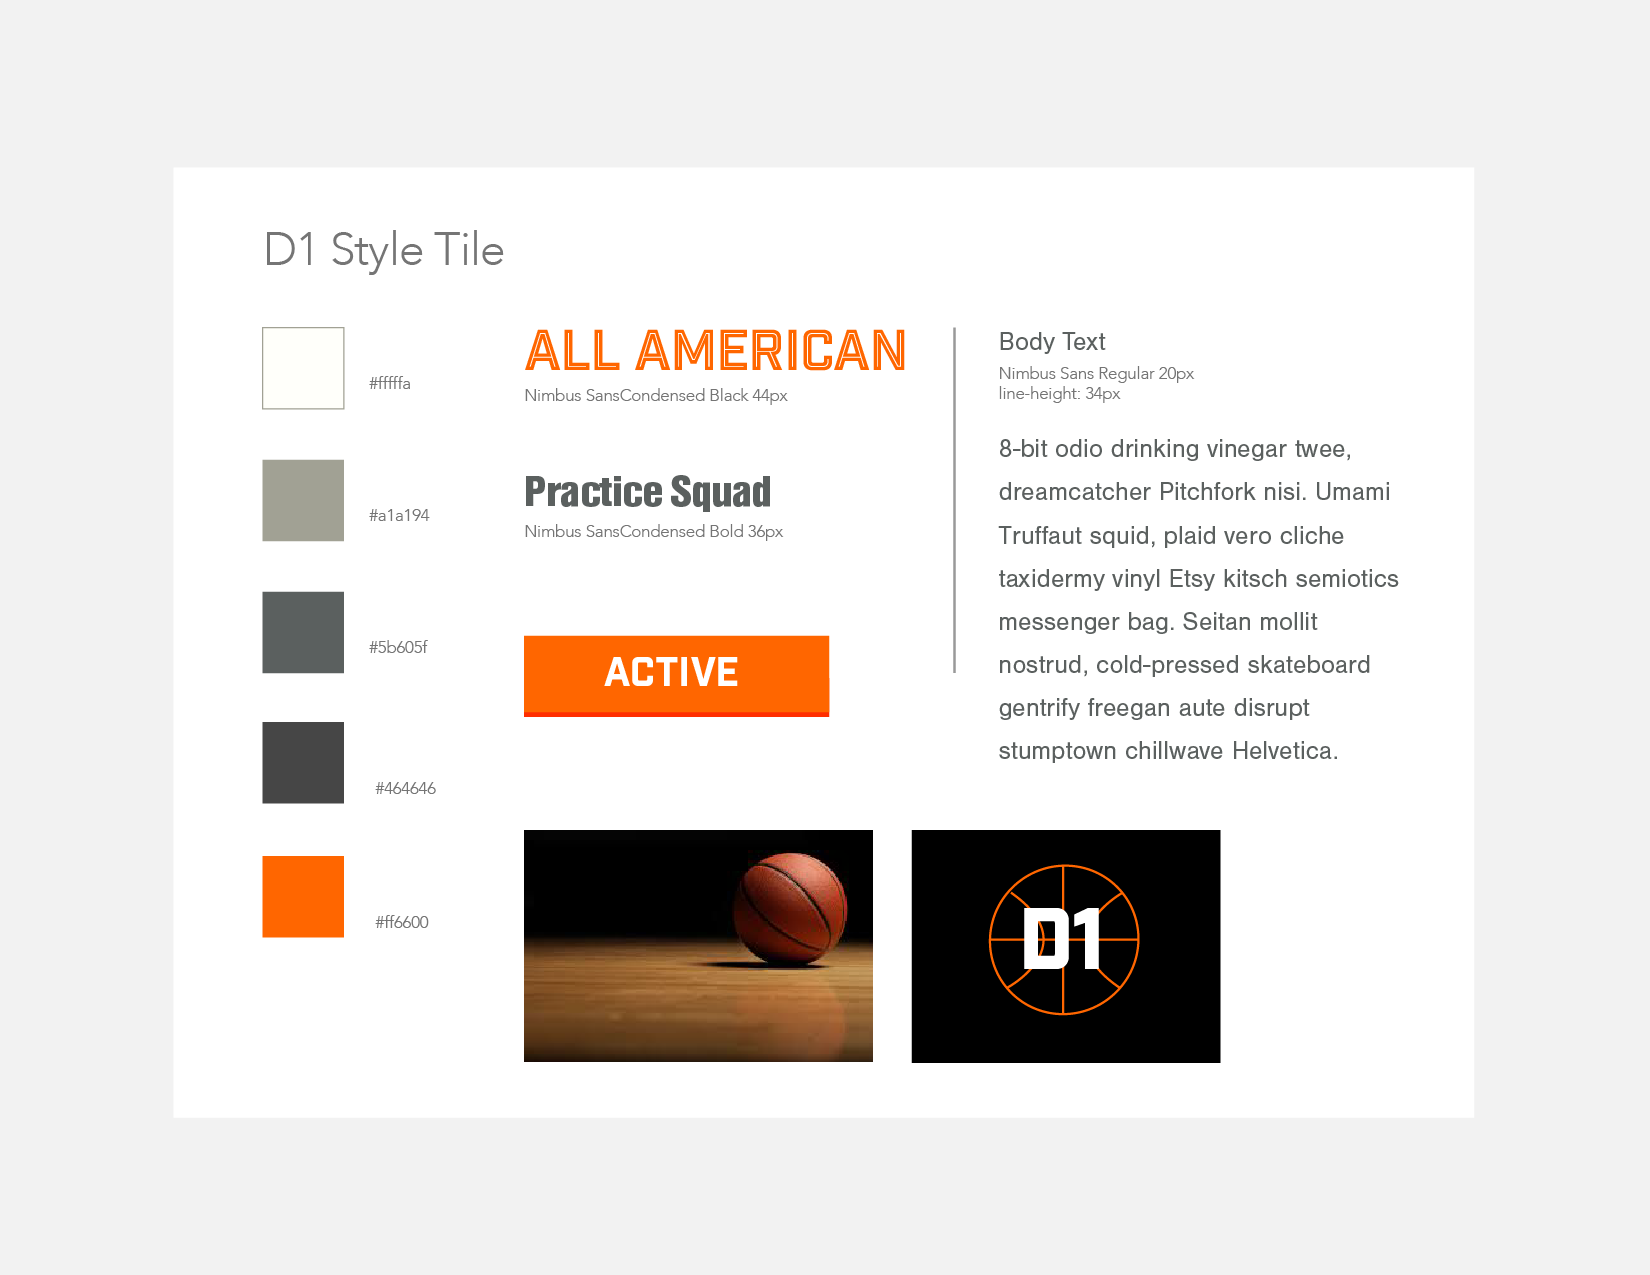 D1 Style Tile
#fffffa
#a1a194
#5b605f
#464646
#ff6600
ALL AMERICAN
Nimbus SansCondensed Black 44px
Practice Squad
Nimbus SansCondensed Bold 36px
ACTIVE
Body Text
Nimbus Sans Regular 20px
line-height: 34px
8-bit odio drinking vinegar twee,
dreamcatcher Pitchfork nisi. Umami
Truffaut squid, plaid vero cliche
taxidermy vinyl Etsy kitsch semiotics
messenger bag. Seitan mollit
nostrud, cold-pressed skateboard
gentrify freegan aute disrupt
stumptown chillwave Helvetica.
D1